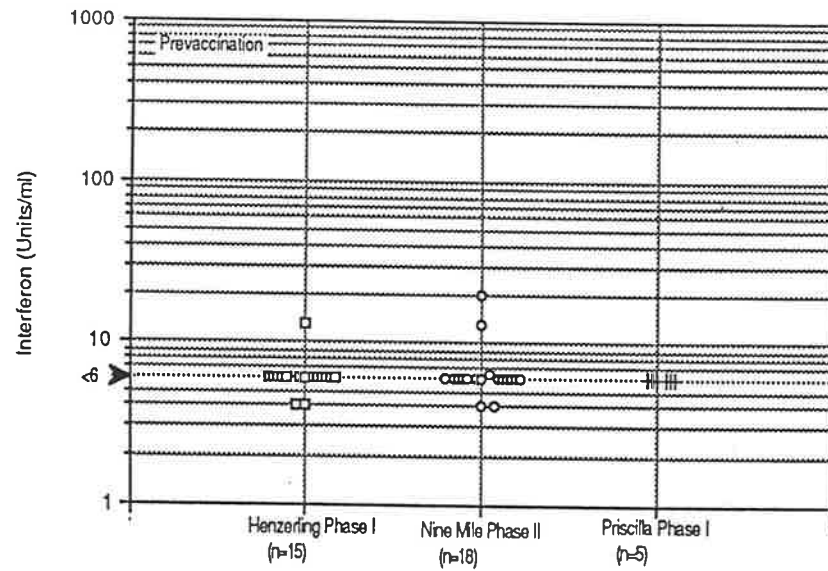 1000
Prevaccination
100
Interferon (Units/ml)
10
<6
1
Henzerling Phase I
(n=15)
Nine Mile Phase II
(n=18)
Priscilla Phase I
(n=5)